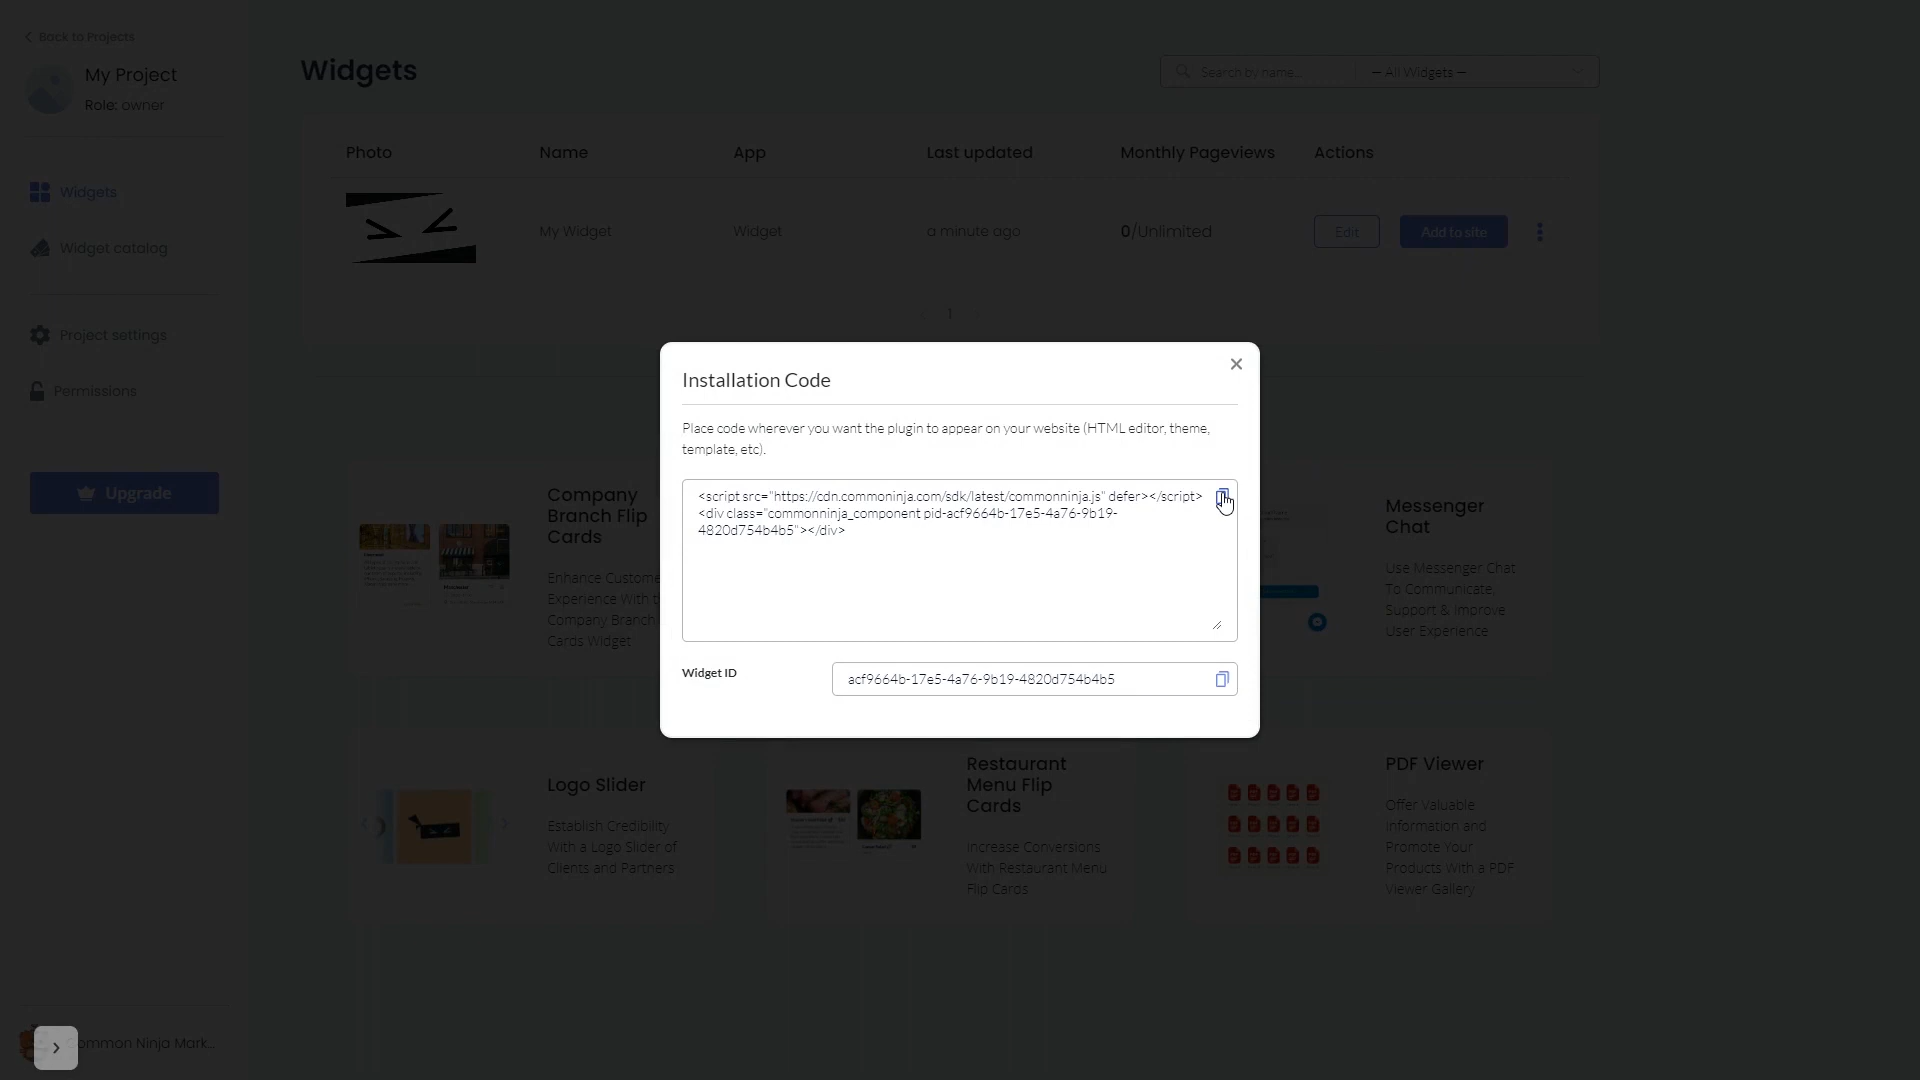 Back to Projects
My Project
Role: owner
Widgets
Widget catalog
Project settings
Permissions
Upgrade
Common Ninja Mark...
Widgets
Search by name...
— All Widgets —
Photo Name App Last updated Monthly Pageviews Actions
My Widget Widget a minute ago 0/Unlimited Edit Add to site
1
Installation Code
Place code wherever you want the plugin to appear on your website (HTML editor, theme,
template, etc).
<script src="https://cdn.commoninja.com/sdk/latest/commonninja.js" defer></script>
<div class="commonninja_component pid-acf9664b-17e5-4a76-9b19-
4820d754b4b5"></div>
Widget ID
acf9664b-17e5-4a76-9b19-4820d754b4b5
Company
Branch Flip
Cards
Enhance Custome
Experience With t
Company Branch
Cards Widget
Messenger
Chat
Use Messenger Chat
To Communicate,
Support & Improve
User Experience
Logo Slider
Establish Credibility
With a Logo Slider of
Clients and Partners
Restaurant
Menu Flip
Cards
Increase Conversions
With Restaurant Menu
Flip Cards
PDF Viewer
Offer Valuable
Information and
Promote Your
Products With a PDF
Viewer Gallery